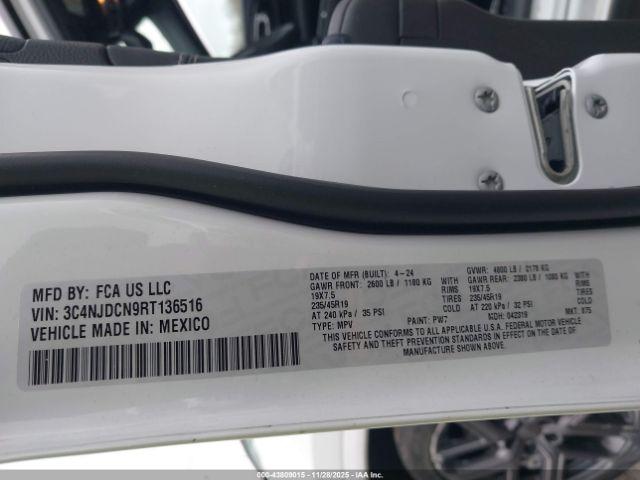 MFD BY: FCA US LLC
VIN: 3C4NJDCN9RT136516
VEHICLE MADE IN: MEXICO
DATE OF MFR (BUILT): 4-24
GVWR: 4800 LB / 2178 KG
GAWR FRONT: 2600 LB / 1180 KG WITH
GAWR REAR: 2380 LB / 1080 KG WITH
19X7.5 RIMS
19X7.5 RIMS
235/45R19 TIRES
235/45R19 TIRES
AT 240 kPa / 35 PSI COLD
AT 220 kPa / 32 PSI COLD
TYPE: MPV PAINT: PW7 MDH: 042319 MKT: 875
THIS VEHICLE CONFORMS TO ALL APPLICABLE U.S.A. FEDERAL MOTOR VEHICLE
SAFETY AND THEFT PREVENTION STANDARDS IN EFFECT ON THE DATE OF
MANUFACTURE SHOWN ABOVE.
000-43809015 - 11/28/2025 - IAAI.COM